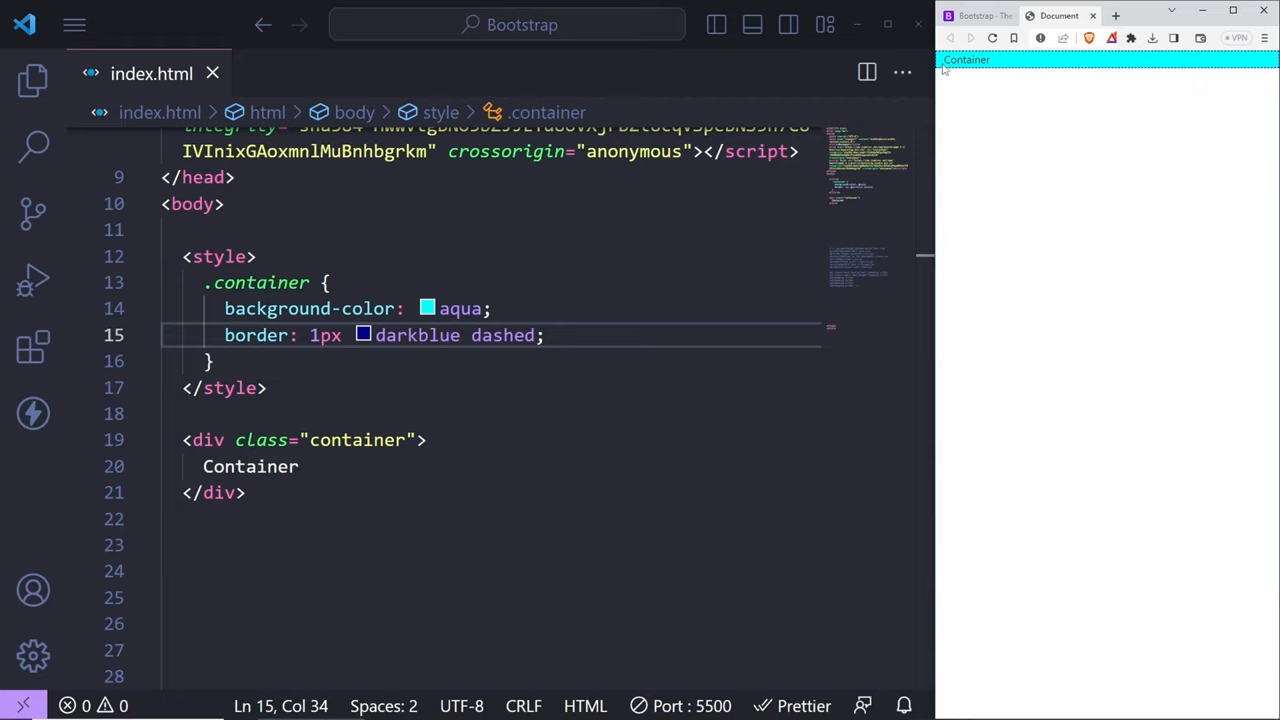 Bootstrap
Bootstrap - The
Document
VPN
index.html
index.html
html
body
style
.container
"anonymous"></script>
crossorigin=
9
</head>
10
<body>
11
12
<style>
13
.container {
14
background-color: aqua;
15
border: 1px darkblue dashed;
16
}
17
</style>
18
19
<div class="container">
20
Container
21
</div>
22
23
24
25
26
27
28
0
0
Ln 15, Col 34
Spaces: 2
UTF-8
CRLF
HTML
Port : 5500
Prettier
Container